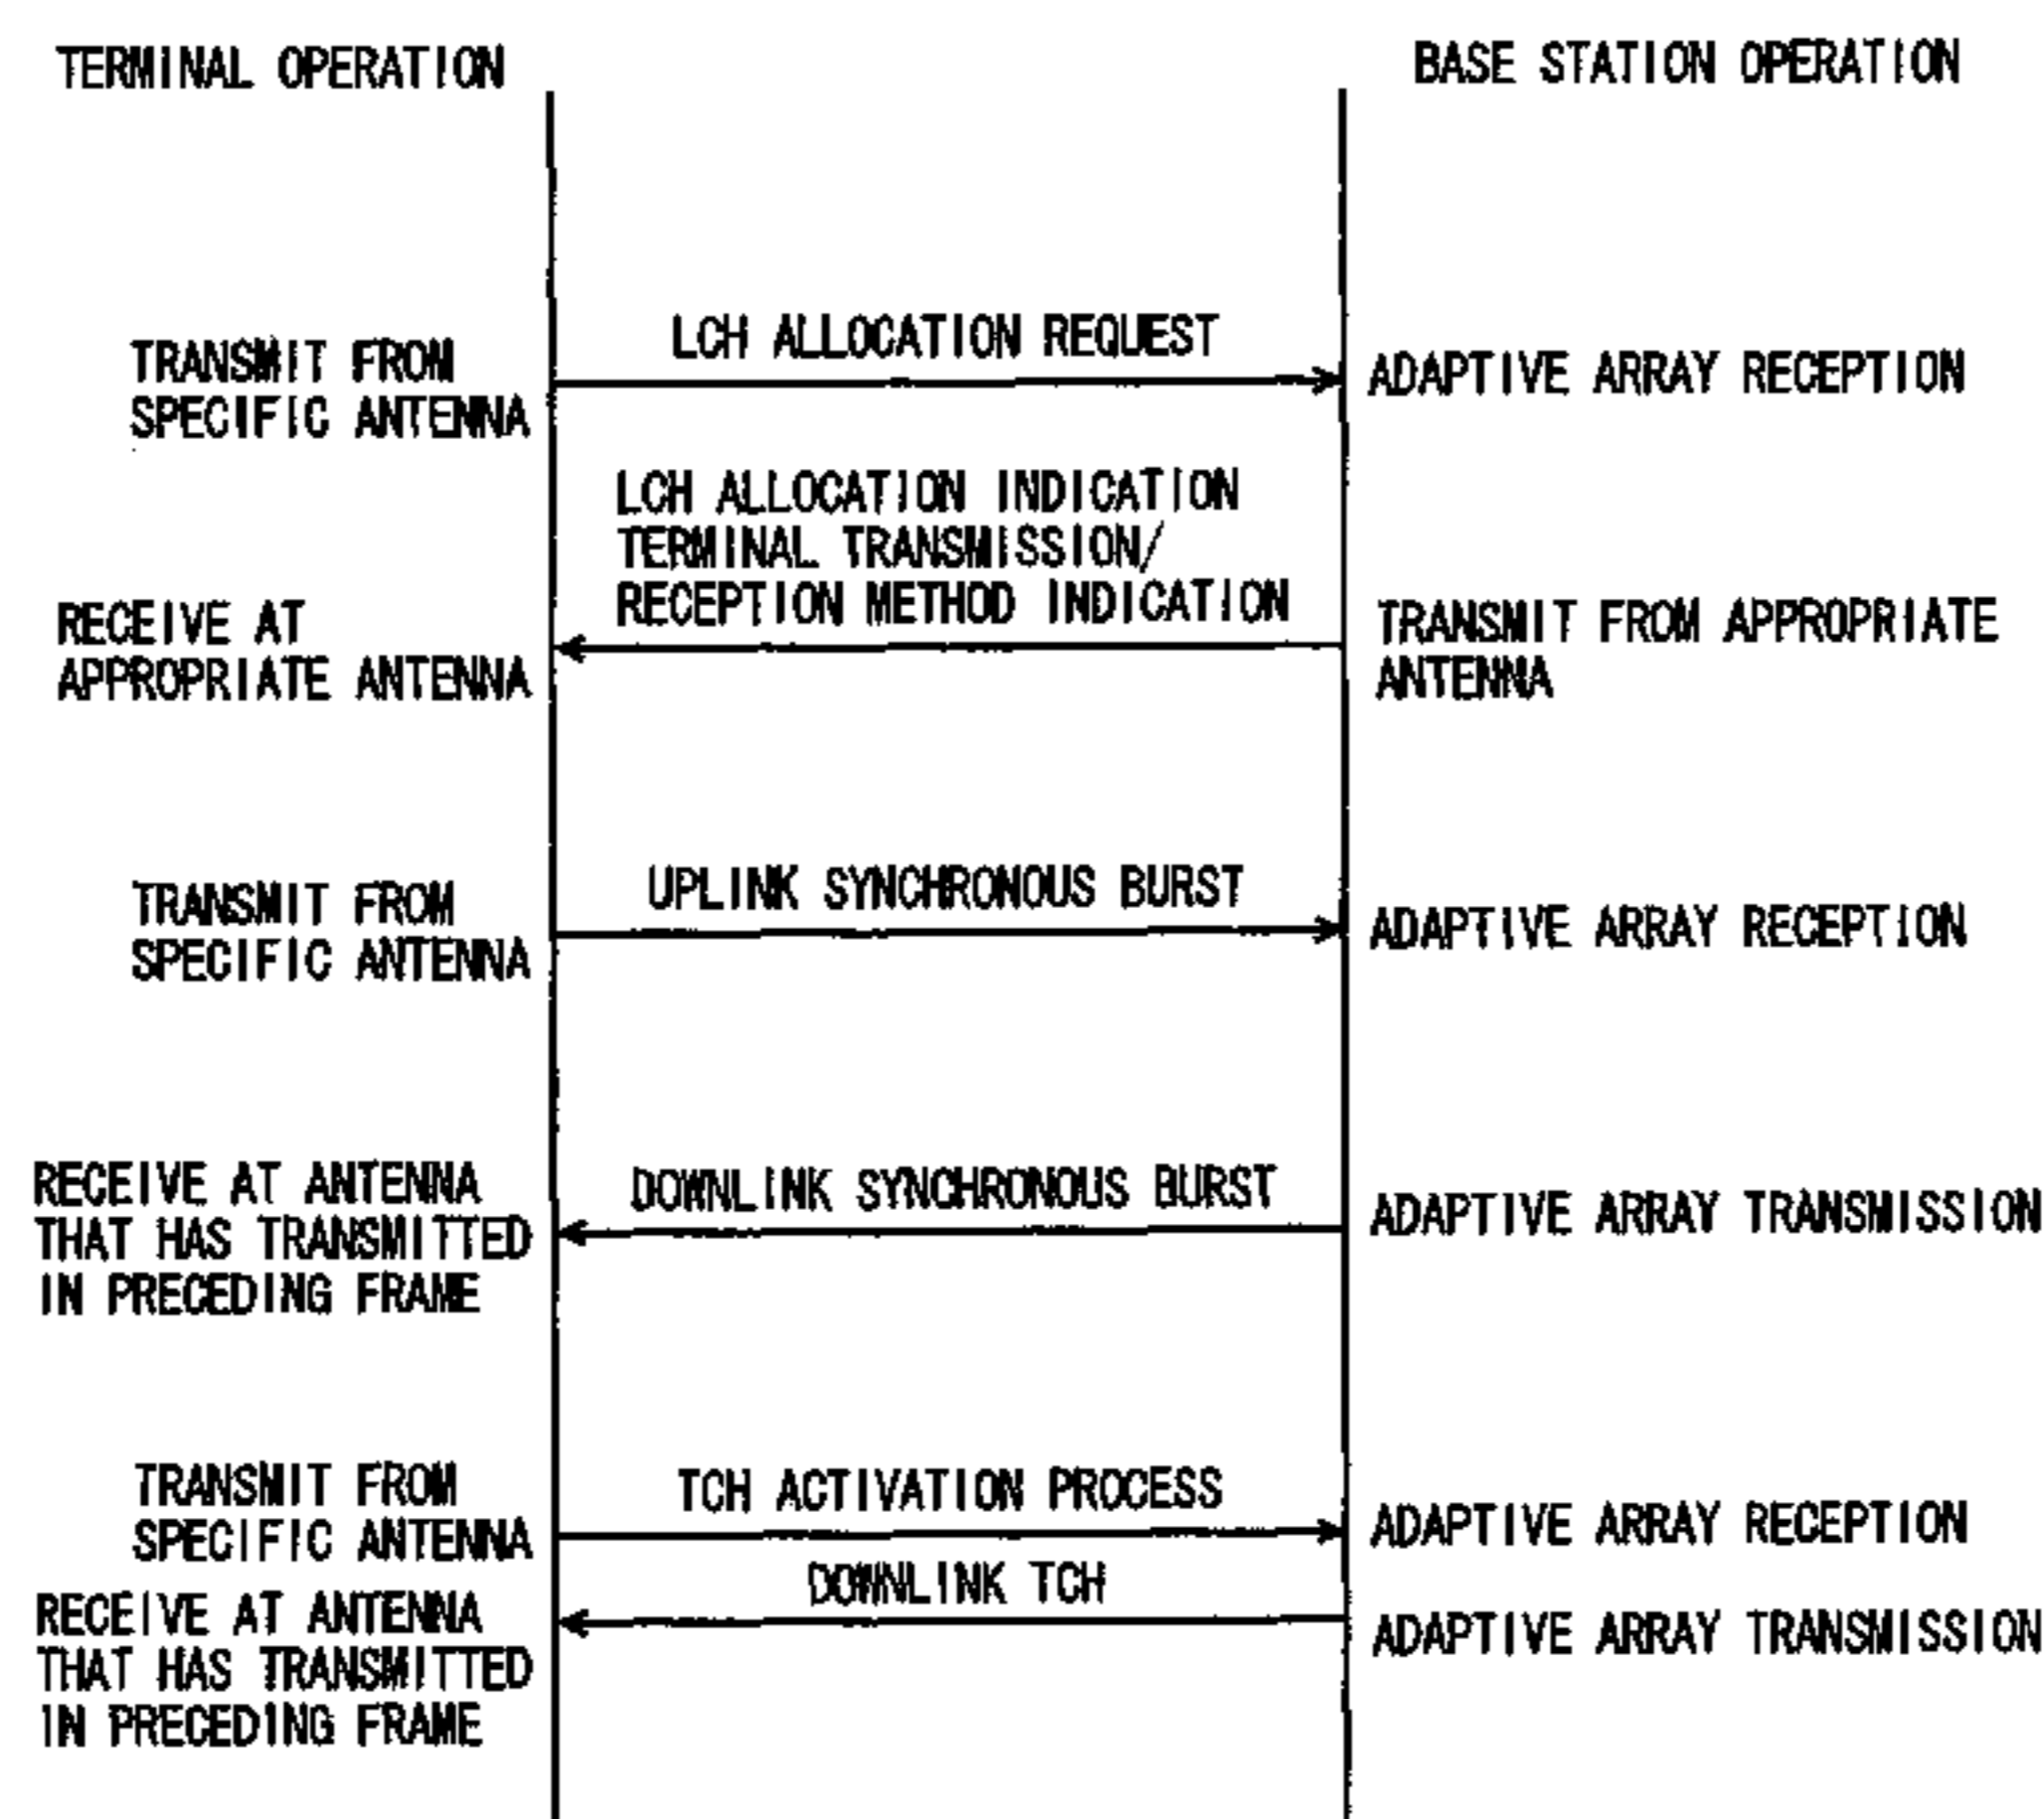 TERMINAL OPERATION
BASE STATION OPERATION
TRANSMIT FROM
SPECIFIC ANTENNA
LCH ALLOCATION REQUEST
ADAPTIVE ARRAY RECEPTION
LCH ALLOCATION INDICATION
TERMINAL TRANSMISSION/
RECEPTION METHOD INDICATION
RECEIVE AT
APPROPRIATE ANTENNA
TRANSMIT FROM APPROPRIATE
ANTENNA
TRANSMIT FROM
SPECIFIC ANTENNA
UPLINK SYNCHRONOUS BURST
ADAPTIVE ARRAY RECEPTION
RECEIVE AT ANTENNA
THAT HAS TRANSMITTED
IN PRECEDING FRAME
DOWNLINK SYNCHRONOUS BURST
ADAPTIVE ARRAY TRANSMISSION
TRANSMIT FROM
SPECIFIC ANTENNA
TCH ACTIVATION PROCESS
ADAPTIVE ARRAY RECEPTION
DOWNLINK TCH
RECEIVE AT ANTENNA
THAT HAS TRANSMITTED
IN PRECEDING FRAME
ADAPTIVE ARRAY TRANSMISSION